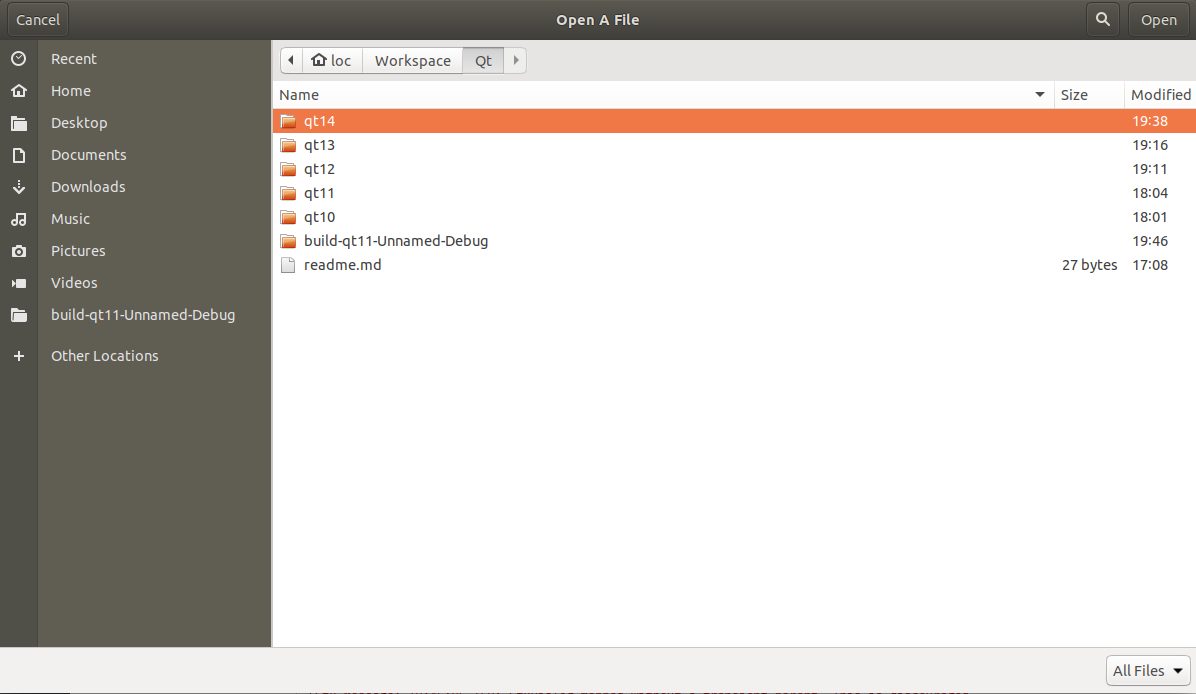 Cancel Open A File Open
Recent
Home
Desktop
Documents
Downloads
Music
Pictures
Videos
build-qt11-Unnamed-Debug
Other Locations
loc Workspace Qt
Name Size Modified
qt14 19:38
qt13 19:16
qt12 19:11
qt11 18:04
qt10 18:01
build-qt11-Unnamed-Debug 19:46
readme.md 27 bytes 17:08
All Files